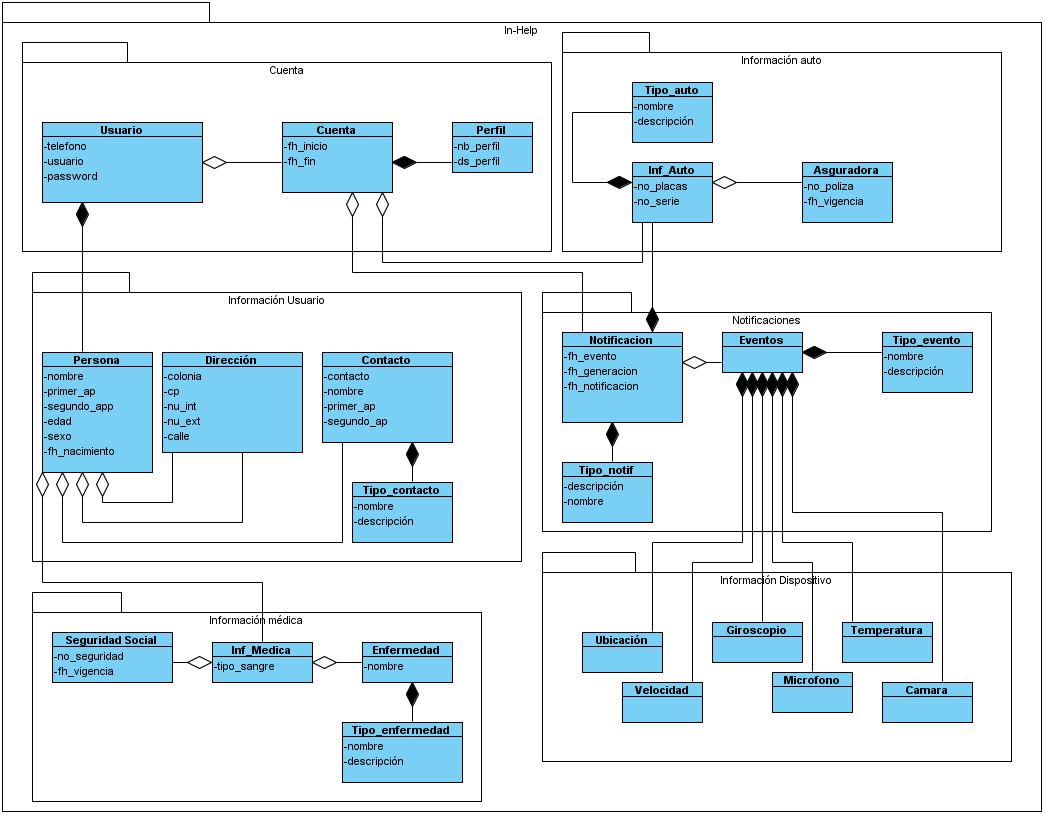 In-Help
Cuenta
Usuario
-telefono
-usuario
-password
Cuenta
-fh_inicio
-fh_fin
Perfil
-nb_perfil
-ds_perfil
Información auto
Tipo_auto
-nombre
-descripción
Inf_Auto
-no_placas
-no_serie
Asguradora
-no_poliza
-fh_vigencia
Información Usuario
Persona
-nombre
-primer_ap
-segundo_app
-edad
-sexo
-fh_nacimiento
Dirección
-colonia
-cp
-nu_int
-nu_ext
-calle
Contacto
-contacto
-nombre
-primer_ap
-segundo_ap
Tipo_contacto
-nombre
-descripción
Notificaciones
Notificacion
-fh_evento
-fh_generacion
-fh_notificacion
Eventos
Tipo_evento
-nombre
-descripción
Tipo_notif
-descripción
-nombre
Información médica
Seguridad Social
-no_seguridad
-fh_vigencia
Inf_Medica
-tipo_sangre
Enfermedad
-nombre
Tipo_enfermedad
-nombre
-descripción
Información Dispositivo
Ubicación
Giroscopio
Temperatura
Velocidad
Microfono
Camara